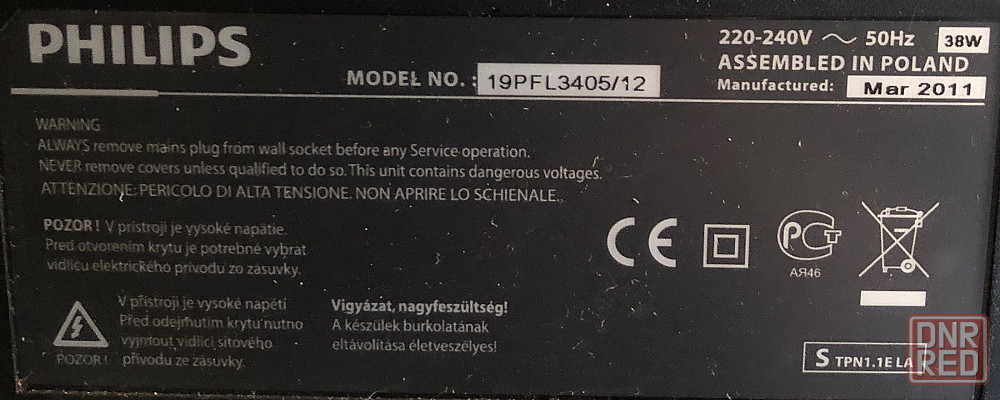 PHILIPS
220-240V ~ 50Hz 38W
ASSEMBLED IN POLAND
MODEL NO. : 19PFL3405/12
Manufactured: Mar 2011
WARNING
ALWAYS remove mains plug from wall socket before any Service operation.
NEVER remove covers unless qualified to do so. This unit contains dangerous voltages.
ATTENZIONE: PERICOLO DI ALTA TENSIONE. NON APRIRE LO SCHIENALE.
POZOR! V pristroji je vysoké napätie.
Pred otvorením krytu je potrebné vybrat
vidlicu elektrického privodu zo zásuvky.
CE
PCT
АЯ46
V přístroji je vysoké napětí
Před odejmutím krytu nutno
vyjmout vidlici síťového
přívodu ze zásuvky.
POZOR!
Vigyázat, nagyfeszültség!
A készülek burkolatának
eltávolítása életveszélyes!
S TPN1.1E LA
DNR
RED